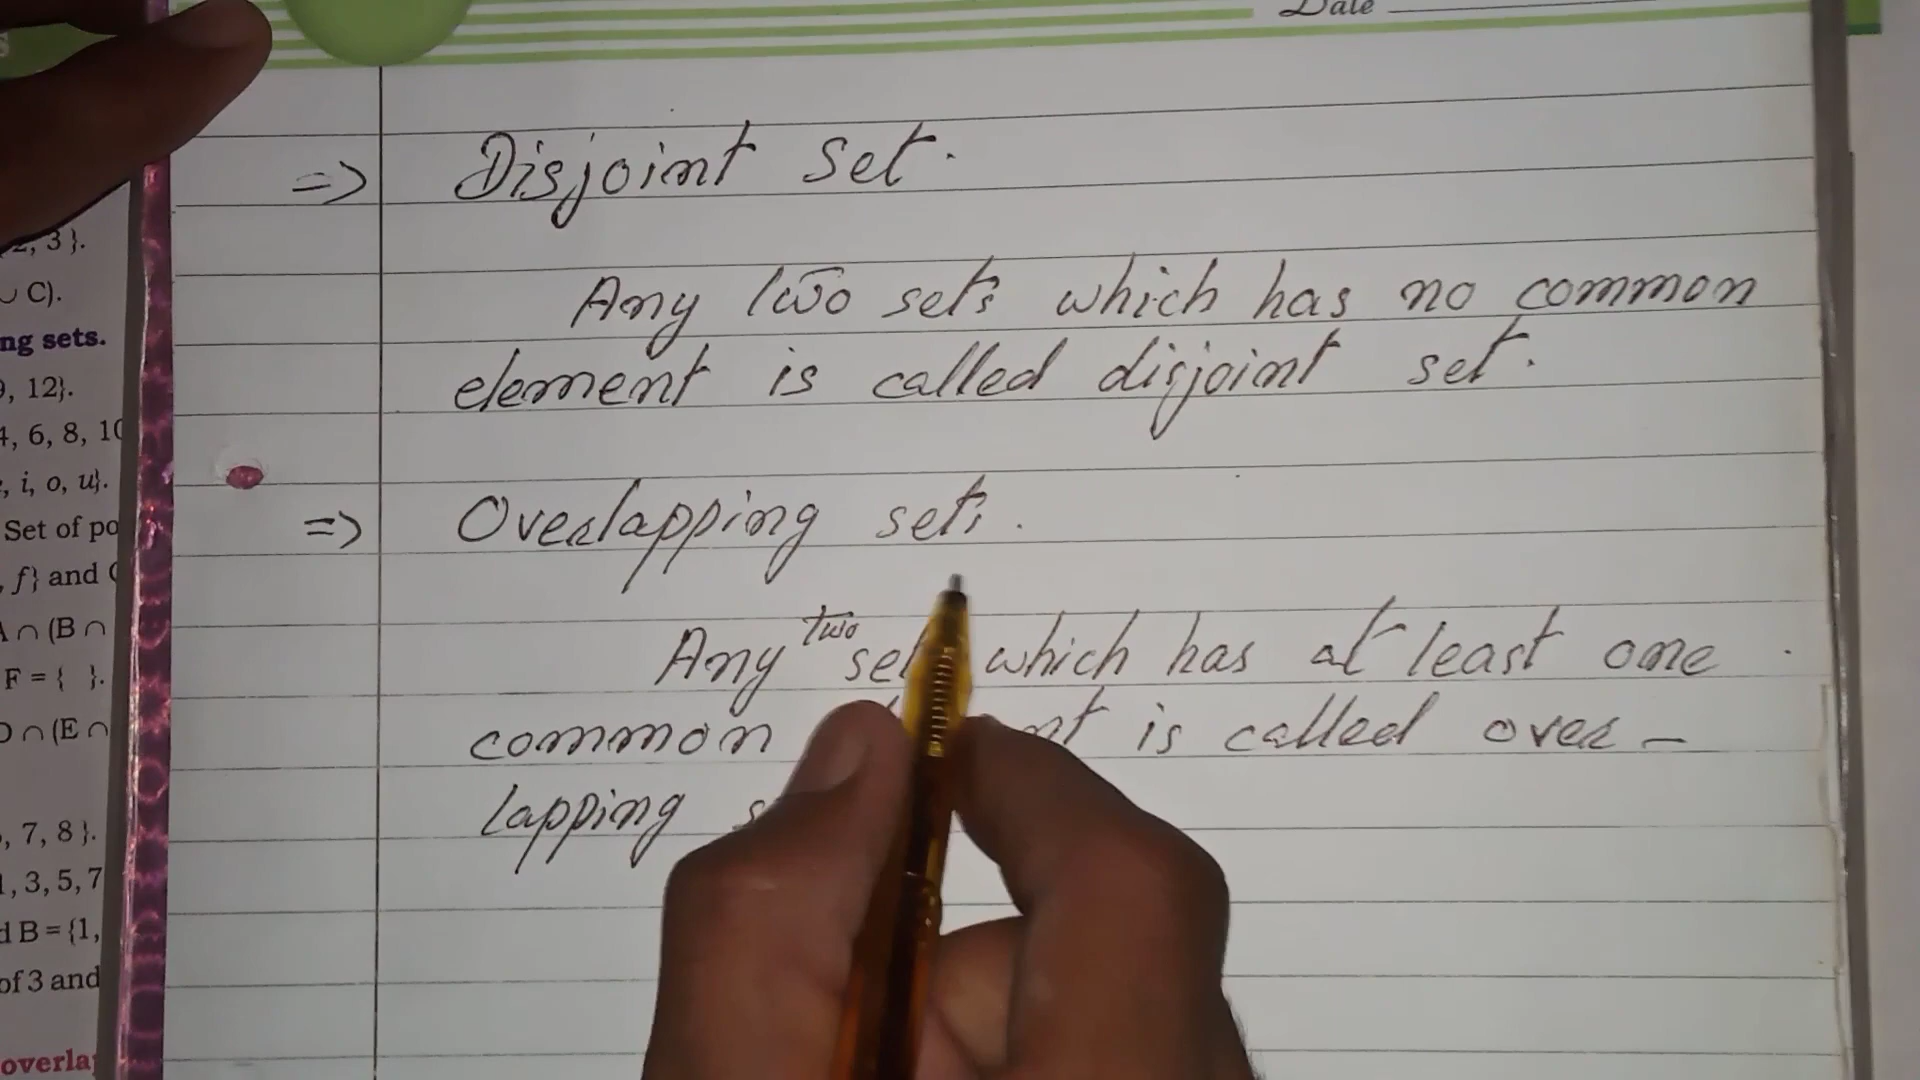 Date
2, 3 }.
∪ C).
ng sets.
, 12}.
4, 6, 8, 10
, i, o, u}.
Set of po
, f} and
A ∩ (B ∩
F = { }.
D ∩ (E ∩
, 7, 8 }.
1, 3, 5, 7
d B = {1,
of 3 and
overla
=> Disjoint Set.
Any two sets which has no common
element is called disjoint set.
=> Overlapping sets.
Any two set which has at least one
common is called over -
lapping